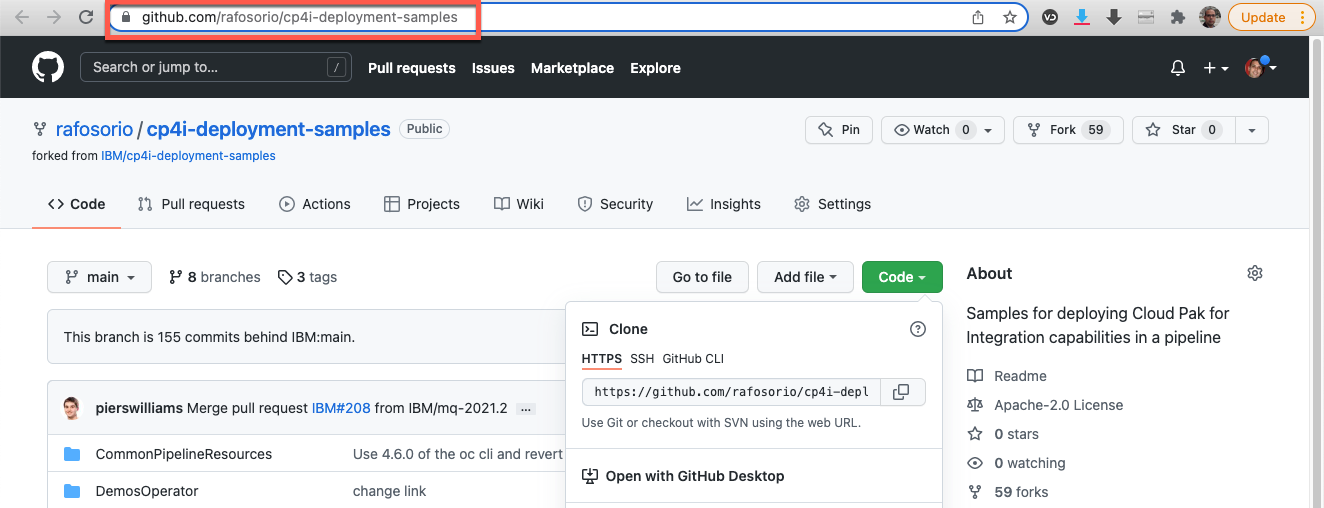 github.com/rafosorio/cp4i-deployment-samples
Update
Search or jump to... /
Pull requests Issues Marketplace Explore
rafosorio / cp4i-deployment-samples Public
Pin Watch 0 Fork 59 Star 0
forked from IBM/cp4i-deployment-samples
Code Pull requests Actions Projects Wiki Security Insights Settings
main 8 branches 3 tags
Go to file Add file Code
About
Samples for deploying Cloud Pak for
Integration capabilities in a pipeline
Readme
Apache-2.0 License
0 stars
0 watching
59 forks
Clone
HTTPS SSH GitHub CLI
https://github.com/rafosorio/cp4i-depl
Use Git or checkout with SVN using the web URL.
Open with GitHub Desktop
This branch is 155 commits behind IBM:main.
pierswilliams Merge pull request IBM#208 from IBM/mq-2021.2 ...
CommonPipelineResources Use 4.6.0 of the oc cli and revert
DemosOperator change link